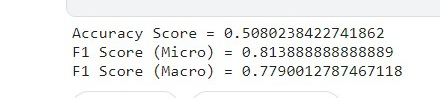 Accuracy Score = 0.5080238422741862
F1 Score (Micro) = 0.813888888888889
F1 Score (Macro) = 0.7790012787467118